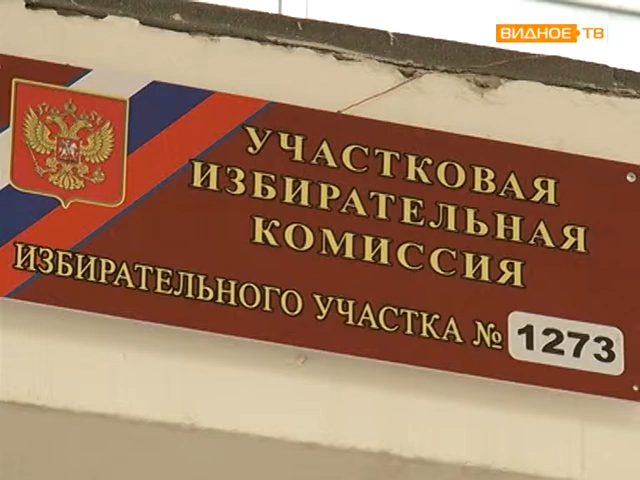 ВИДНОЕ ТВ
УЧАСТКОВАЯ
ИЗБИРАТЕЛЬНАЯ
КОМИССИЯ
ИЗБИРАТЕЛЬНОГО УЧАСТКА № 1273